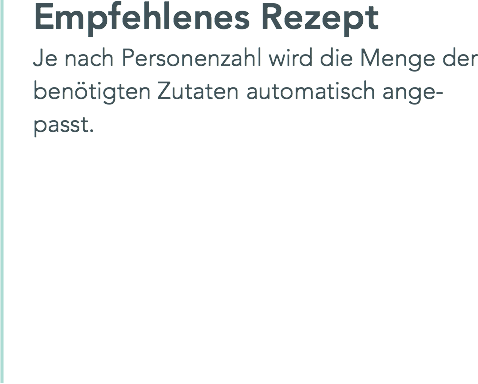 Empfehlenes Rezept
Je nach Personenzahl wird die Menge der
benötigten Zutaten automatisch ange-
passt.